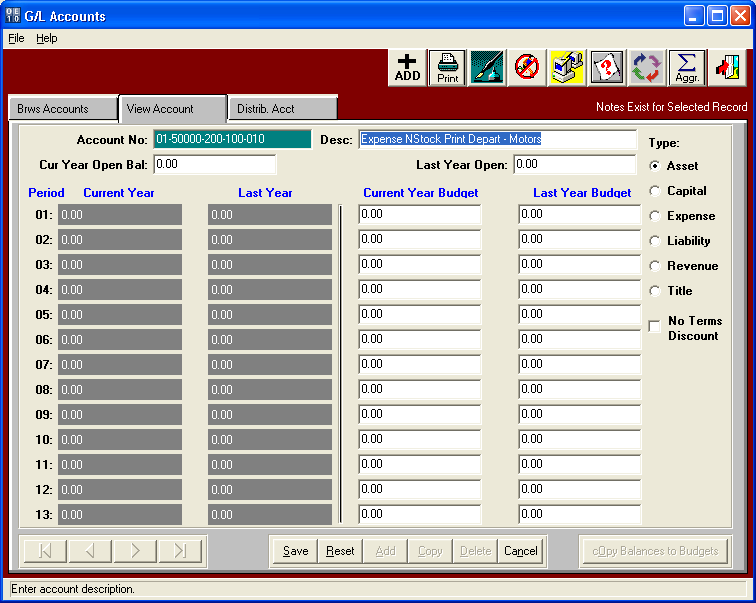 G/L Accounts
File Help
ADD Print Aggr.
Brws Accounts View Account Distrib. Acct Notes Exist for Selected Record
Account No: 01-50000-200-100-010 Desc: Expense NStock Print Depart - Motors Type:
Cur Year Open Bal: 0.00 Last Year Open: 0.00 Asset
Period Current Year Last Year Current Year Budget Last Year Budget Capital
01: 0.00 0.00 0.00 0.00 Expense
02: 0.00 0.00 0.00 0.00 Liability
03: 0.00 0.00 0.00 0.00 Revenue
04: 0.00 0.00 0.00 0.00 Title
05: 0.00 0.00 0.00 0.00 No Terms
06: 0.00 0.00 0.00 0.00 Discount
07: 0.00 0.00 0.00 0.00
08: 0.00 0.00 0.00 0.00
09: 0.00 0.00 0.00 0.00
10: 0.00 0.00 0.00 0.00
11: 0.00 0.00 0.00 0.00
12: 0.00 0.00 0.00 0.00
13: 0.00 0.00 0.00 0.00
Save Reset Add Copy Delete Cancel cOpy Balances to Budgets
Enter account description.